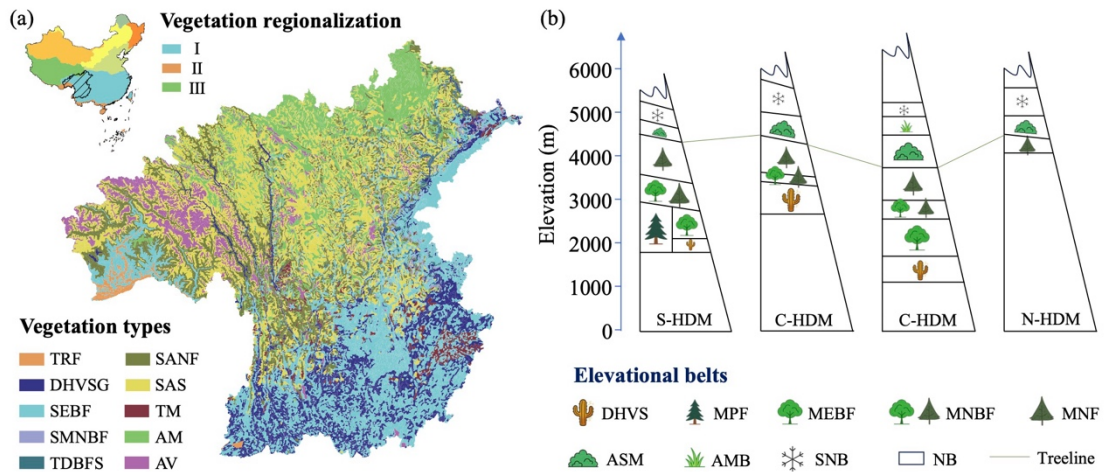 (a)
Vegetation regionalization
I
II
III
Vegetation types
TRF
SANF
DHVSG
SAS
SEBF
TM
SMNBF
AM
TDBFS
AV
(b)
Elevation (m)
6000
5000
4000
3000
2000
1000
0
S-HDM
C-HDM
C-HDM
N-HDM
Elevational belts
DHVS
MPF
MEBF
MNBF
MNF
ASM
AMB
SNB
NB
Treeline